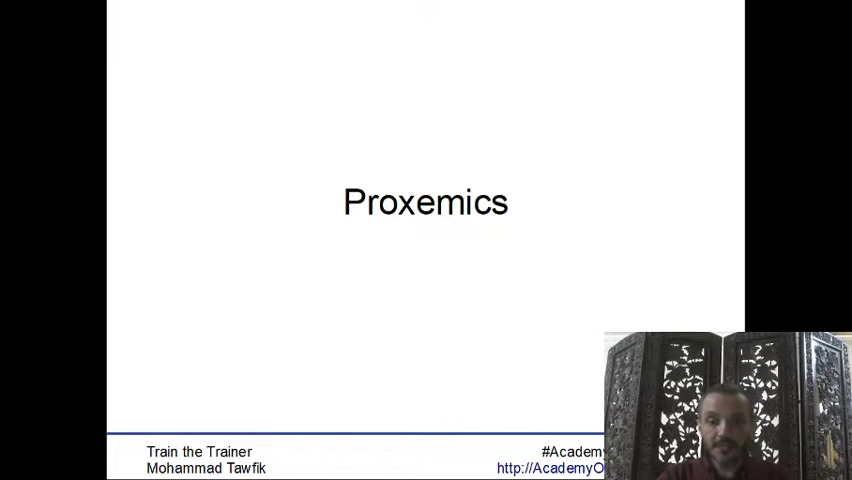 Proxemics
Train the Trainer
#Academy
Mohammad Tawfik
http://AcademyO